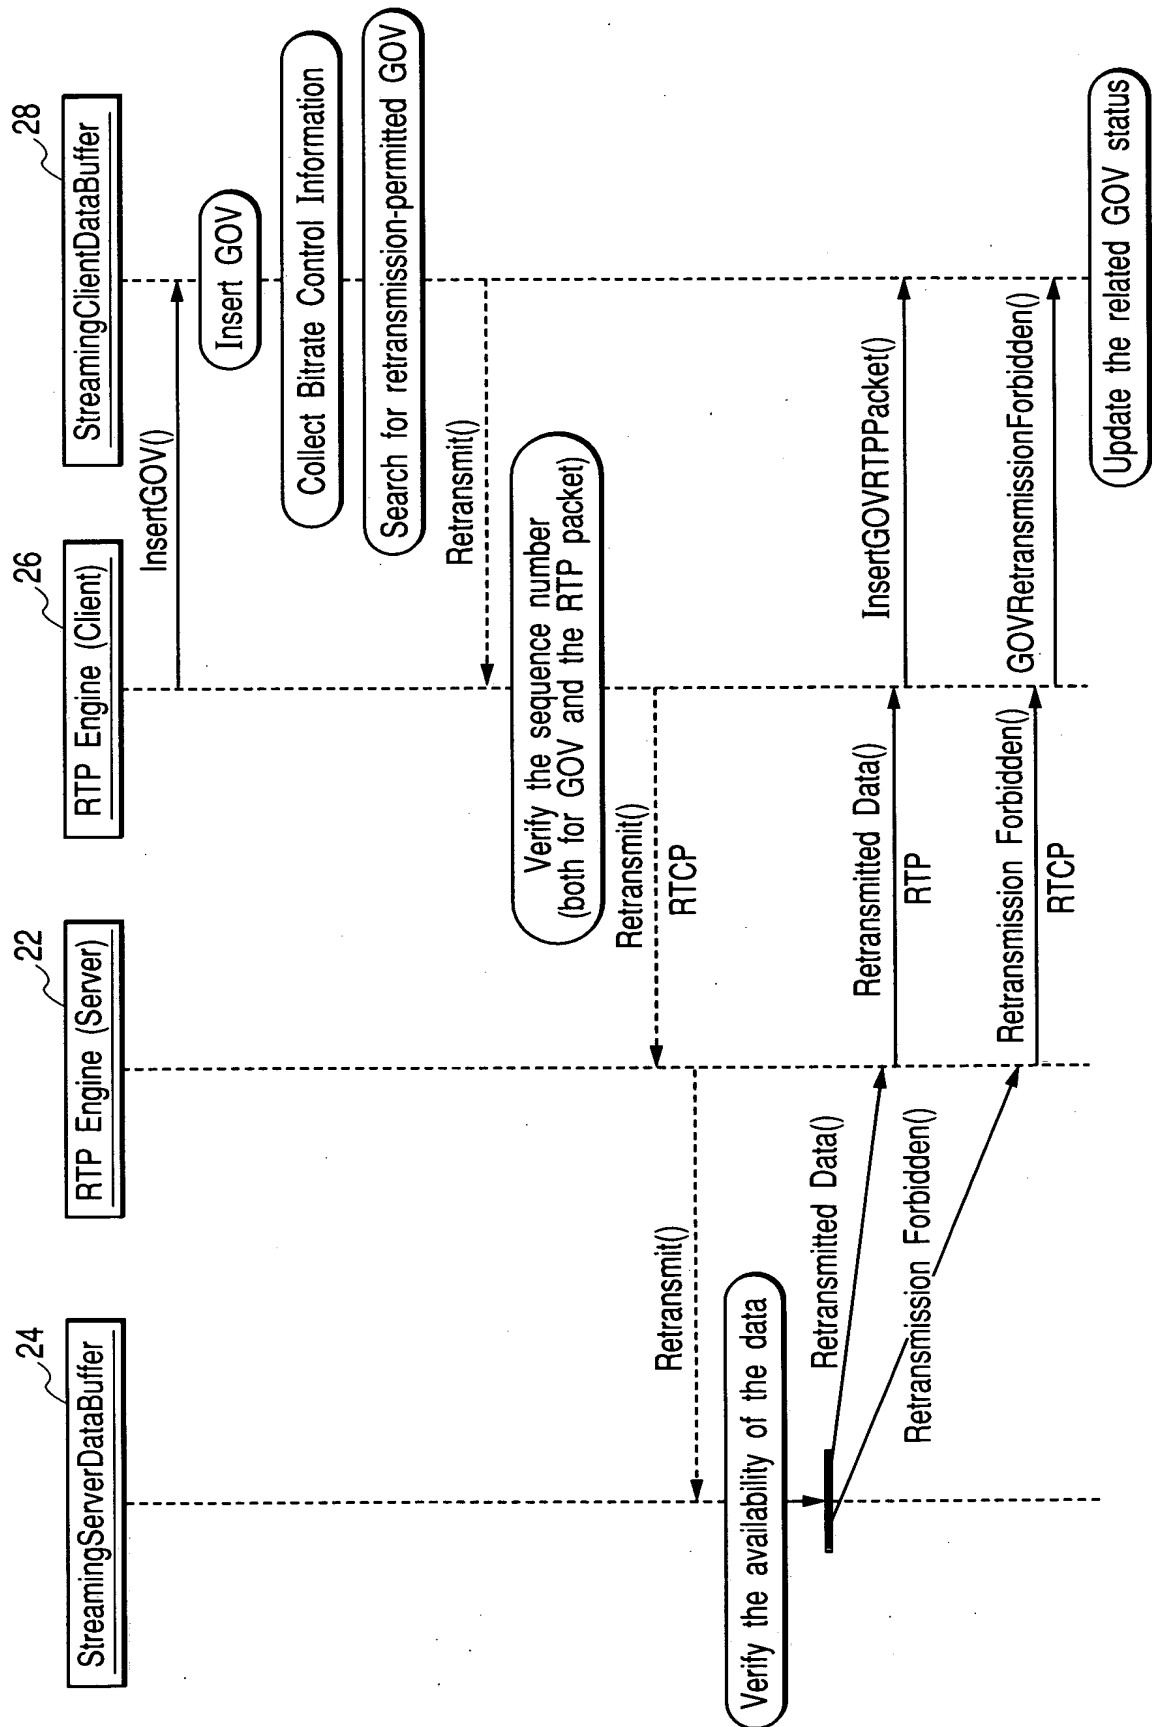 24
22
26
28
StreamingServerDataBuffer
RTP Engine (Server)
RTP Engine (Client)
StreamingClientDataBuffer
InsertGOV()
Insert GOV
Collect Bitrate Control Information
Search for retransmission-permitted GOV
Retransmit()
Verify the sequence number
(both for GOV and the RTP packet)
Retransmit()
RTCP
Retransmit()
Verify the availability of the data
Retransmitted Data()
Retransmitted Data()
RTP
InsertGOVRTPPacket()
Retransmission Forbidden()
Retransmission Forbidden()
RTCP
GOVRetransmissionForbidden()
Update the related GOV status